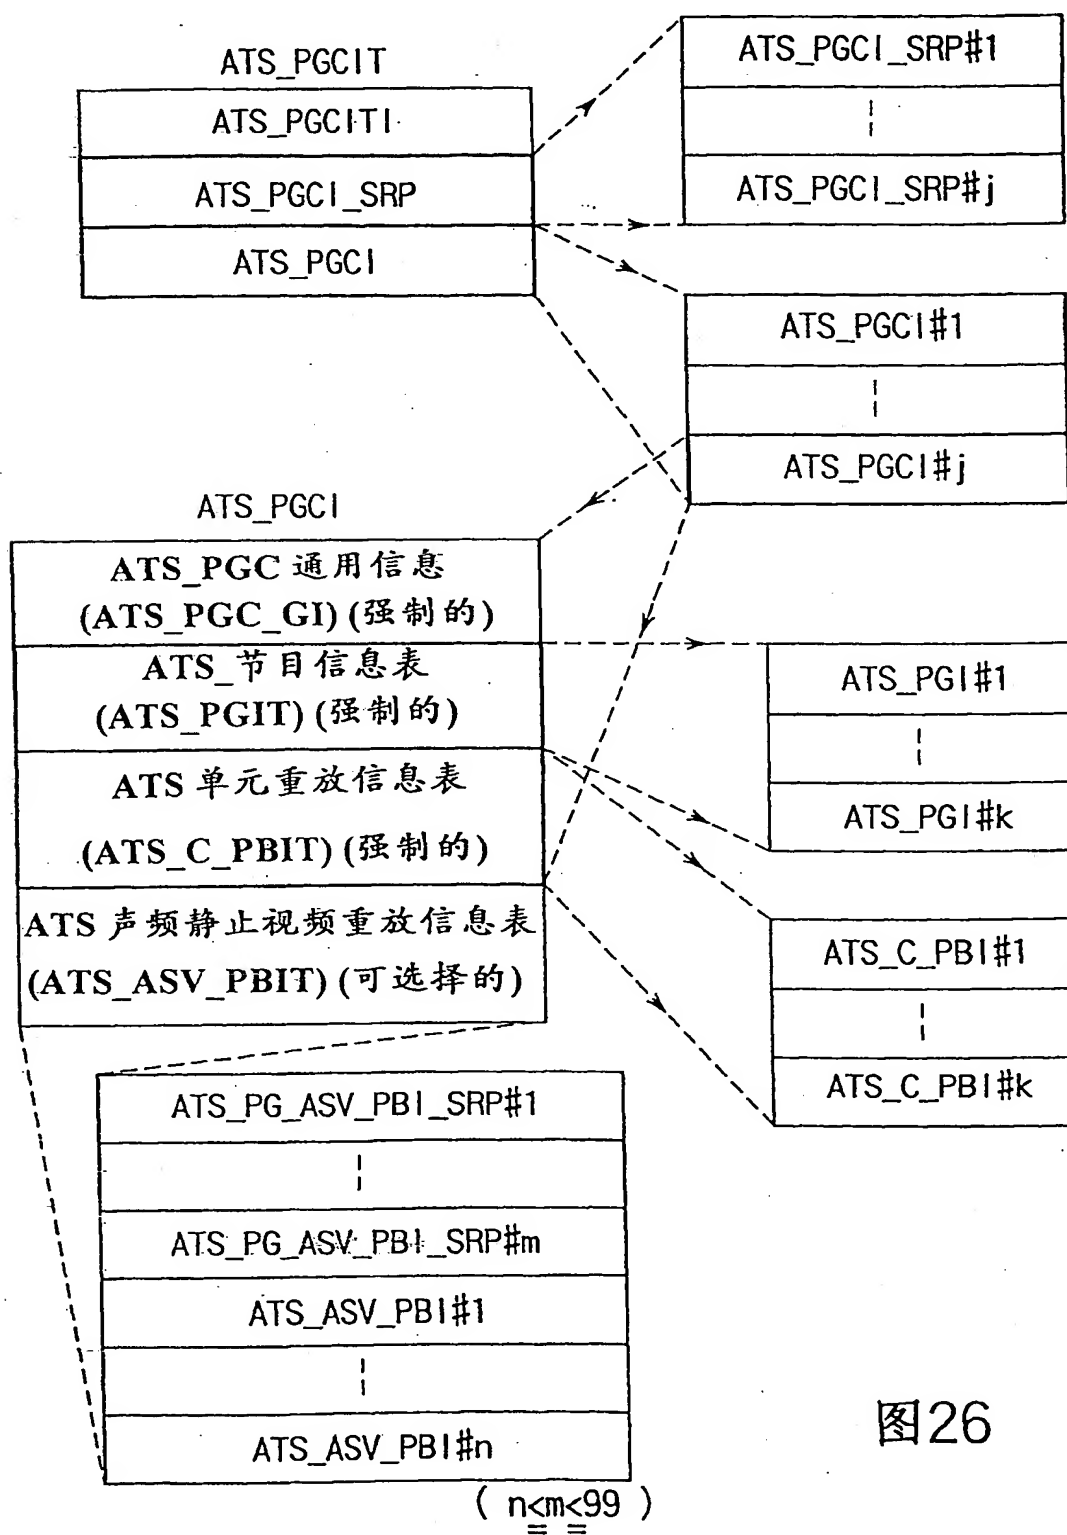 ATS_PGCIT
ATS_PGCITI
ATS_PGCI_SRP
ATS_PGCI
ATS_PGCI_SRP#1
ATS_PGCI_SRP#j
ATS_PGCI#1
ATS_PGCI#j
ATS_PGCI
ATS_PGC 通用信息
(ATS_PGC_GI) (强制的)
ATS_节目信息表
(ATS_PGIT) (强制的)
ATS 单元重放信息表
(ATS_C_PBIT) (强制的)
ATS 声频静止视频重放信息表
(ATS_ASV_PBIT) (可选择的)
ATS_PGI#1
ATS_PGI#k
ATS_C_PBI#1
ATS_C_PBI#k
ATS_PG_ASV_PBI_SRP#1
ATS_PG_ASV_PBI_SRP#m
ATS_ASV_PBI#1
ATS_ASV_PBI#n
( n≦m≦99 )
图26